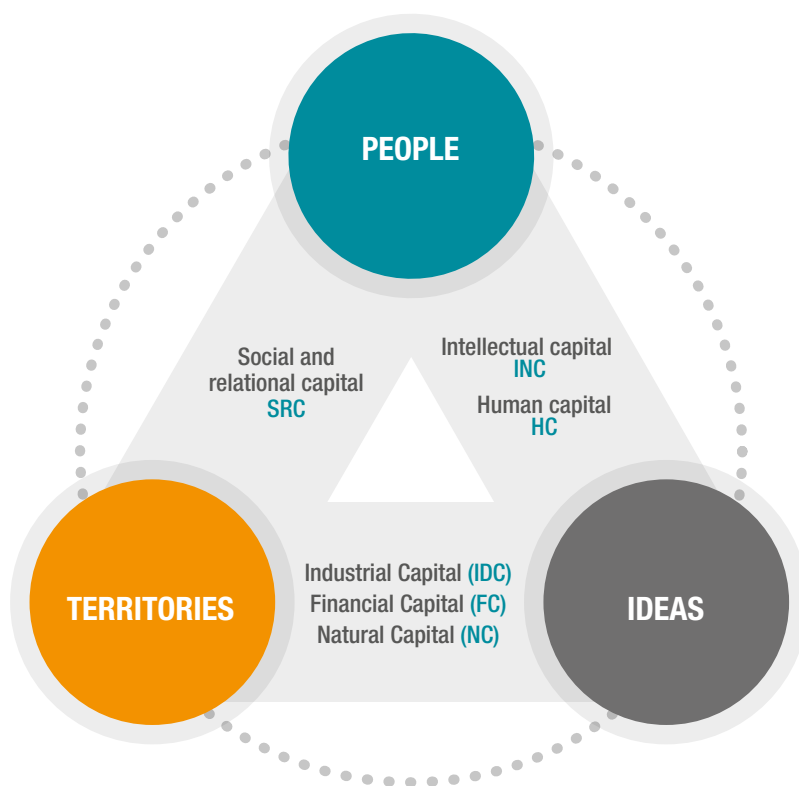 PEOPLE
Social and
relational capital
SRC
Intellectual capital
INC
Human capital
HC
TERRITORIES
Industrial Capital (IDC)
Financial Capital (FC)
Natural Capital (NC)
IDEAS